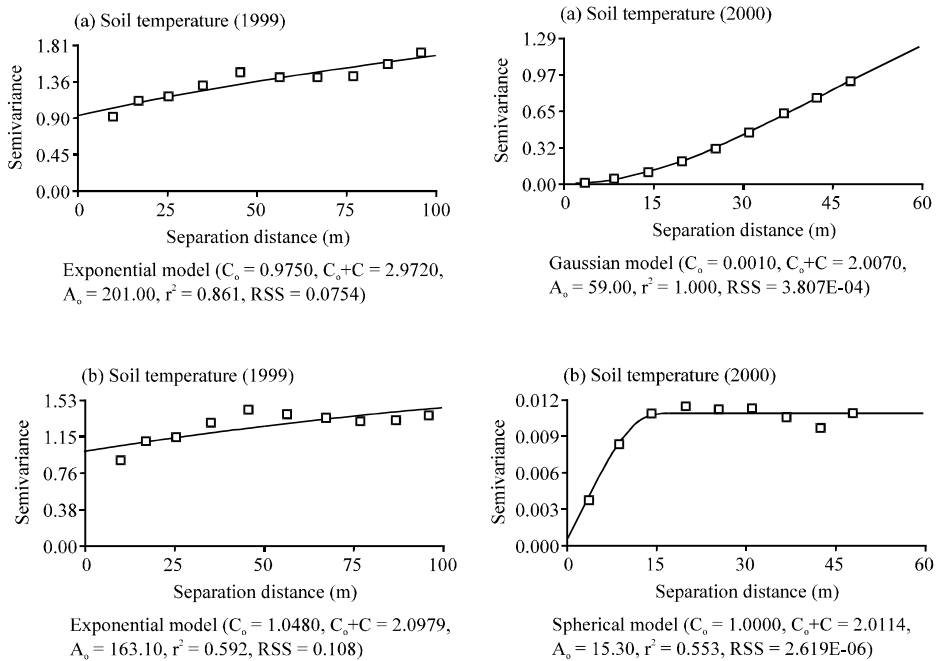 (a) Soil temperature (1999)
1.81
1.36
0.90
0.45
0.00
Semivariance
0 25 50 75 100
Separation distance (m)
Exponential model (Cₒ = 0.9750, Cₒ+C = 2.9720,
Aₒ = 201.00, r² = 0.861, RSS = 0.0754)
(a) Soil temperature (2000)
1.29
0.97
0.65
0.32
0.00
Semivariance
0 15 30 45 60
Separation distance (m)
Gaussian model (Cₒ = 0.0010, Cₒ+C = 2.0070,
Aₒ = 59.00, r² = 1.000, RSS = 3.807E-04)
(b) Soil temperature (1999)
1.53
1.15
0.76
0.38
0.00
Semivariance
0 25 50 75 100
Separation distance (m)
Exponential model (Cₒ = 1.0480, Cₒ+C = 2.0979,
Aₒ = 163.10, r² = 0.592, RSS = 0.108)
(b) Soil temperature (2000)
0.012
0.009
0.006
0.003
0.000
Semivariance
0 15 30 45 60
Separation distance (m)
Spherical model (Cₒ = 1.0000, Cₒ+C = 2.0114,
Aₒ = 15.30, r² = 0.553, RSS = 2.619E-06)